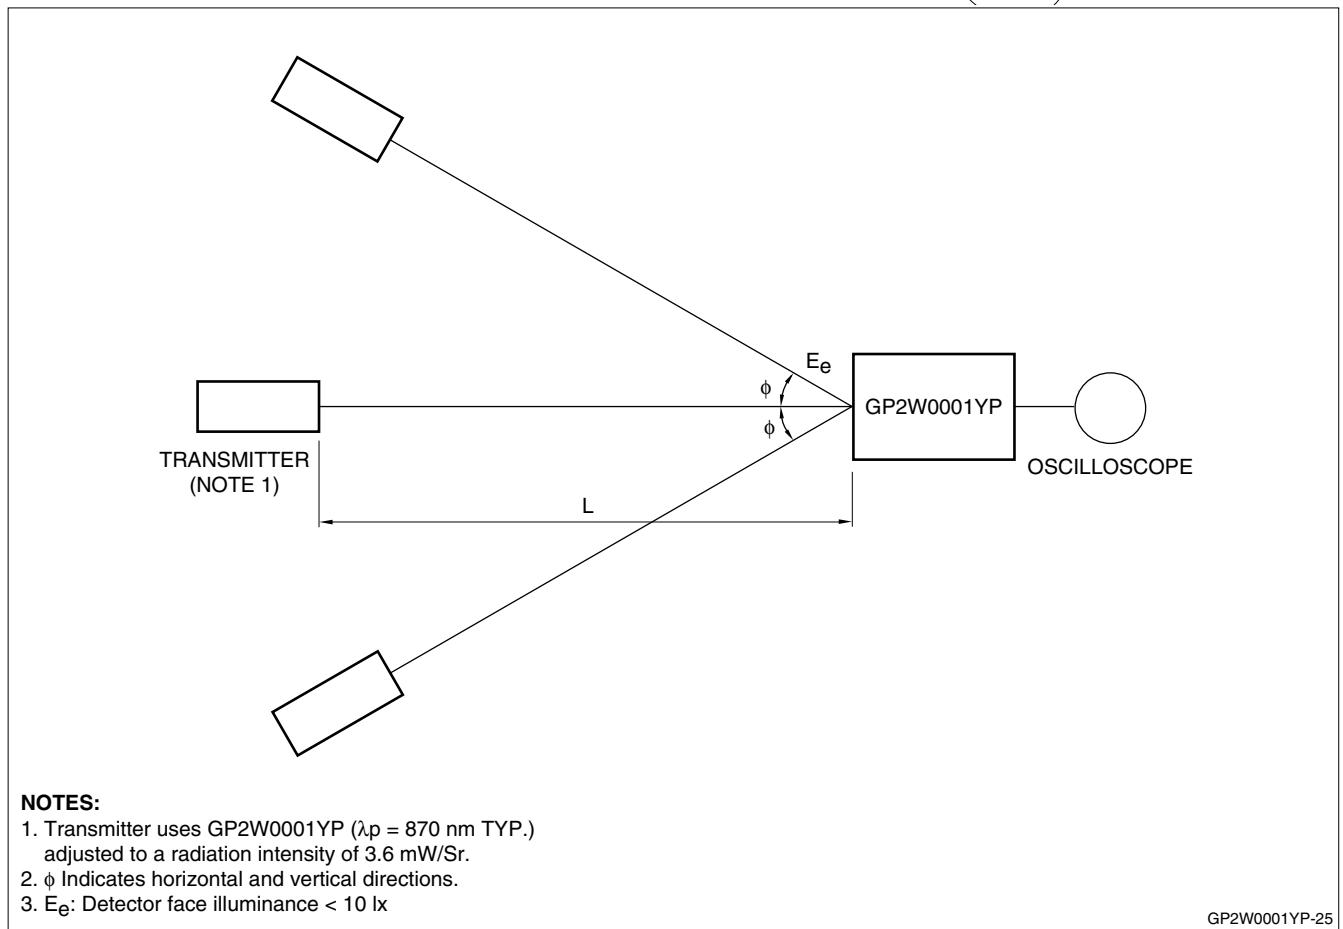 Ee
ϕ
GP2W0001YP
ϕ
TRANSMITTER
(NOTE 1)
OSCILLOSCOPE
L
NOTES:
1. Transmitter uses GP2W0001YP (λp = 870 nm TYP.)
adjusted to a radiation intensity of 3.6 mW/Sr.
2. ϕ Indicates horizontal and vertical directions.
3. Ee: Detector face illuminance < 10 lx
GP2W0001YP-25